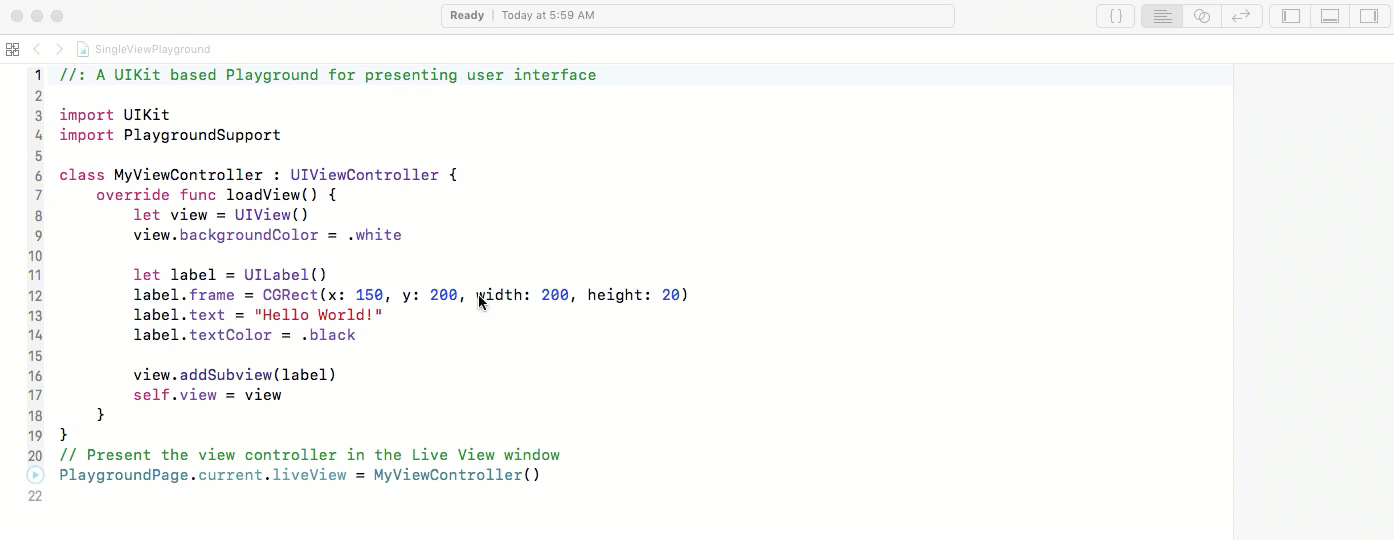 Ready | Today at 5:59 AM
{ }
SingleViewPlayground
1 //: A UIKit based Playground for presenting user interface
2
3 import UIKit
4 import PlaygroundSupport
5
6 class MyViewController : UIViewController {
7     override func loadView() {
8         let view = UIView()
9         view.backgroundColor = .white
10
11         let label = UILabel()
12         label.frame = CGRect(x: 150, y: 200, width: 200, height: 20)
13         label.text = "Hello World!"
14         label.textColor = .black
15
16         view.addSubview(label)
17         self.view = view
18     }
19 }
20 // Present the view controller in the Live View window
PlaygroundPage.current.liveView = MyViewController()
22